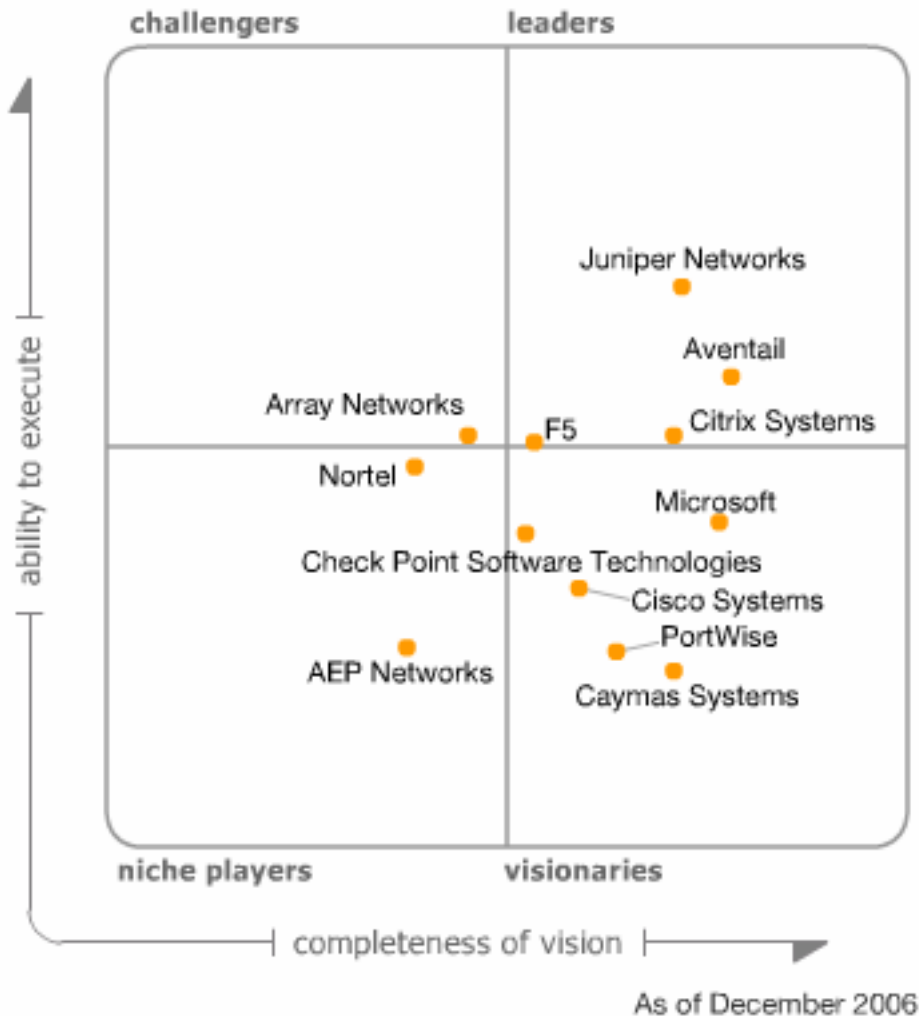 challengers
leaders
Juniper Networks
Aventail
Array Networks
F5
Citrix Systems
Nortel
Microsoft
Check Point Software Technologies
Cisco Systems
PortWise
AEP Networks
Caymas Systems
niche players
visionaries
ability to execute
completeness of vision
As of December 2006